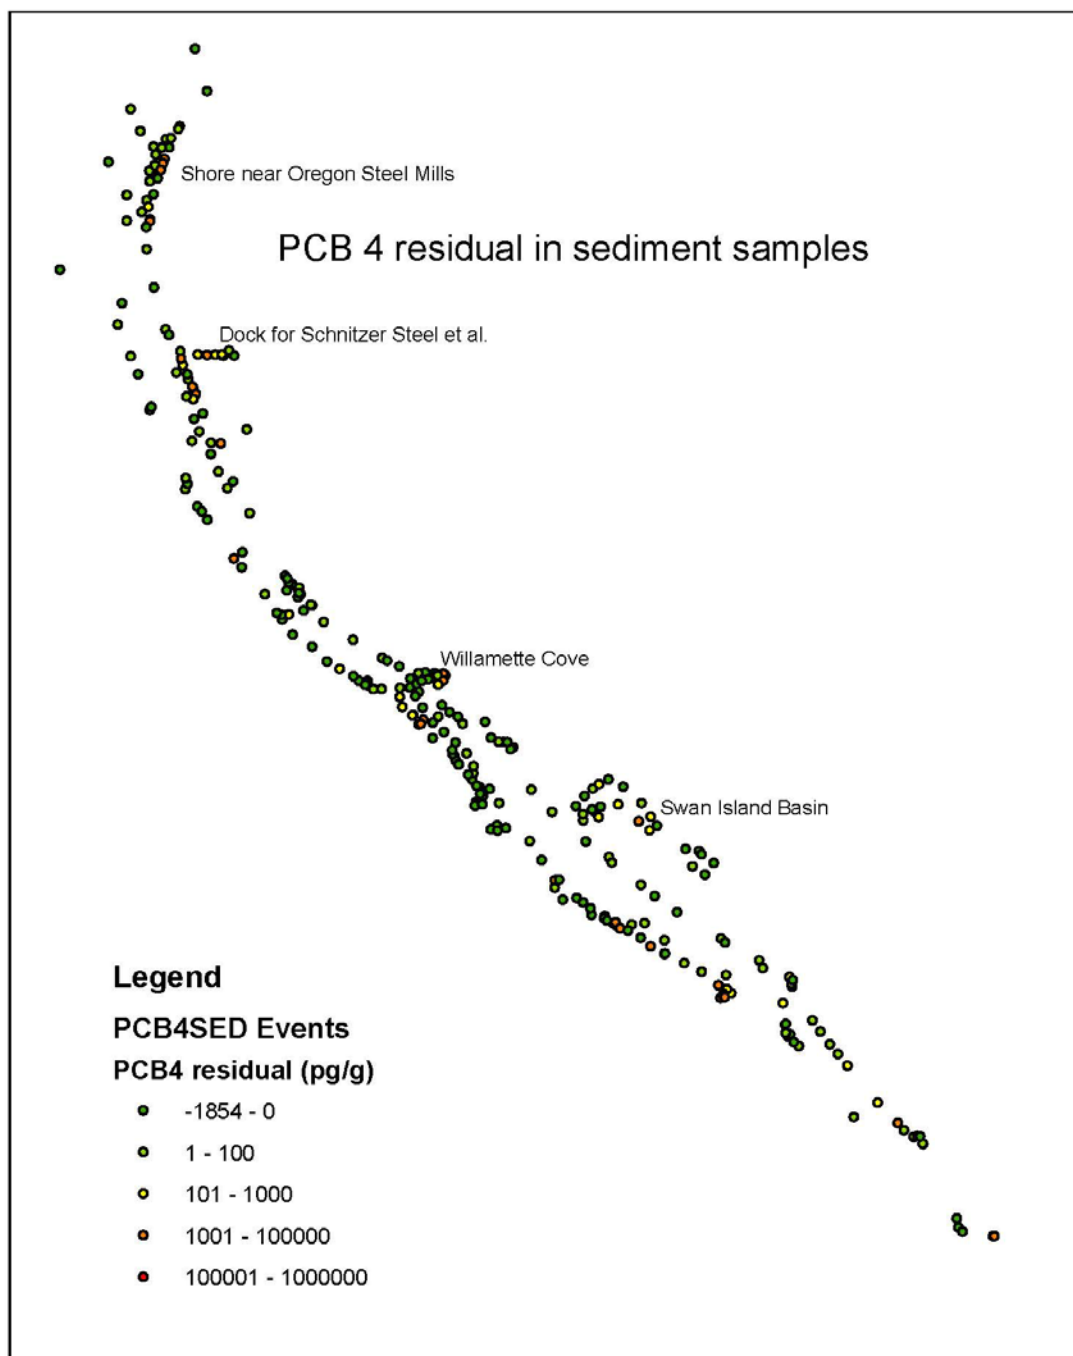 Shore near Oregon Steel Mills
PCB 4 residual in sediment samples
Dock for Schnitzer Steel et al.
Willamette Cove
Swan Island Basin
Legend
PCB4SED Events
PCB4 residual (pg/g)
-1854 - 0
1 - 100
101 - 1000
1001 - 100000
100001 - 1000000